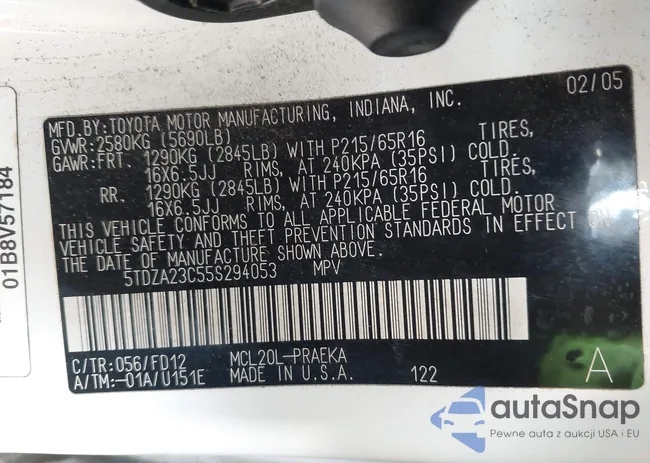 02/05
MFD.BY:TOYOTA MOTOR MANUFACTURING, INDIANA, INC.
GVWR:2580KG (5690LB)
GAWR:FRT. 1290KG (2845LB) WITH P215/65R16 TIRES,
16X6.5JJ RIMS, AT 240KPA (35PSI) COLD.
RR. 1290KG (2845LB) WITH P215/65R16 TIRES,
16X6.5JJ RIMS, AT 240KPA (35PSI) COLD.
THIS VEHICLE CONFORMS TO ALL APPLICABLE FEDERAL MOTOR
VEHICLE SAFETY AND THEFT PREVENTION STANDARDS IN EFFECT ON
THE DATE OF MANUFACTURE SHOWN ABOVE.
5TDZA23C55S294053 MPV
C/TR:056/FD12 MCL20L-PRAEKA
A/TM:-01A/U151E MADE IN U.S.A. 122 A
01B8V57184
autaSnap
Pewne auta z aukcji USA i EU